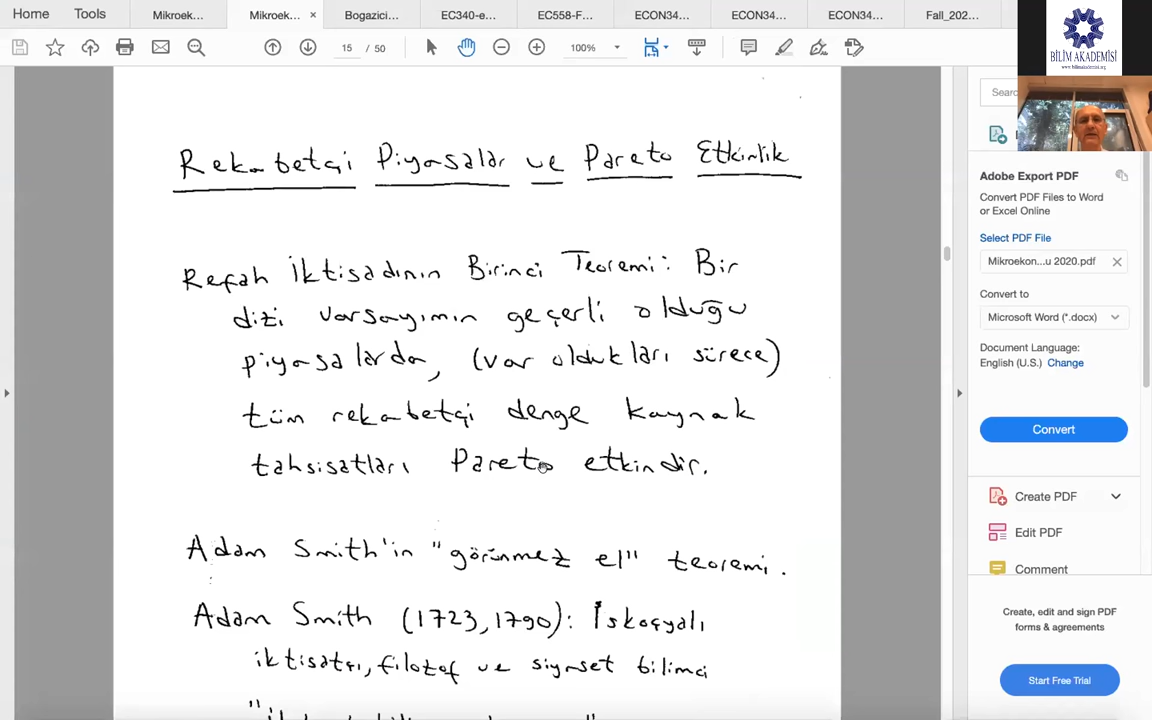 Home
Tools
Mikroek...
Mikroek...
×
Bogazici...
EC340-e...
EC558-F...
ECON34...
ECON34...
ECON34...
Fall_202...
15 / 50
100%
BİLİM AKADEMİSİ
www.bilimakademisi.org
Rekabetçi Piyasalar ve Pareto Etkinlik
Refah İktisadının Birinci Teoremi: Bir
dizi varsayımın geçerli olduğu
piyasalarda, (var oldukları sürece)
tüm rekabetçi denge kaynak
tahsisatları Pareto etkindir.
Adam Smith'in "görünmez el" teoremi.
Adam Smith (1723,1790): İskoçyalı
iktisatçı, filozof ve siyaset bilimci
Sear
Adobe Export PDF
Convert PDF Files to Word
or Excel Online
Select PDF File
Mikroekon...u 2020.pdf
Convert to
Microsoft Word (*.docx)
Document Language:
English (U.S.) Change
Convert
Create PDF
Edit PDF
Comment
Create, edit and sign PDF
forms & agreements
Start Free Trial